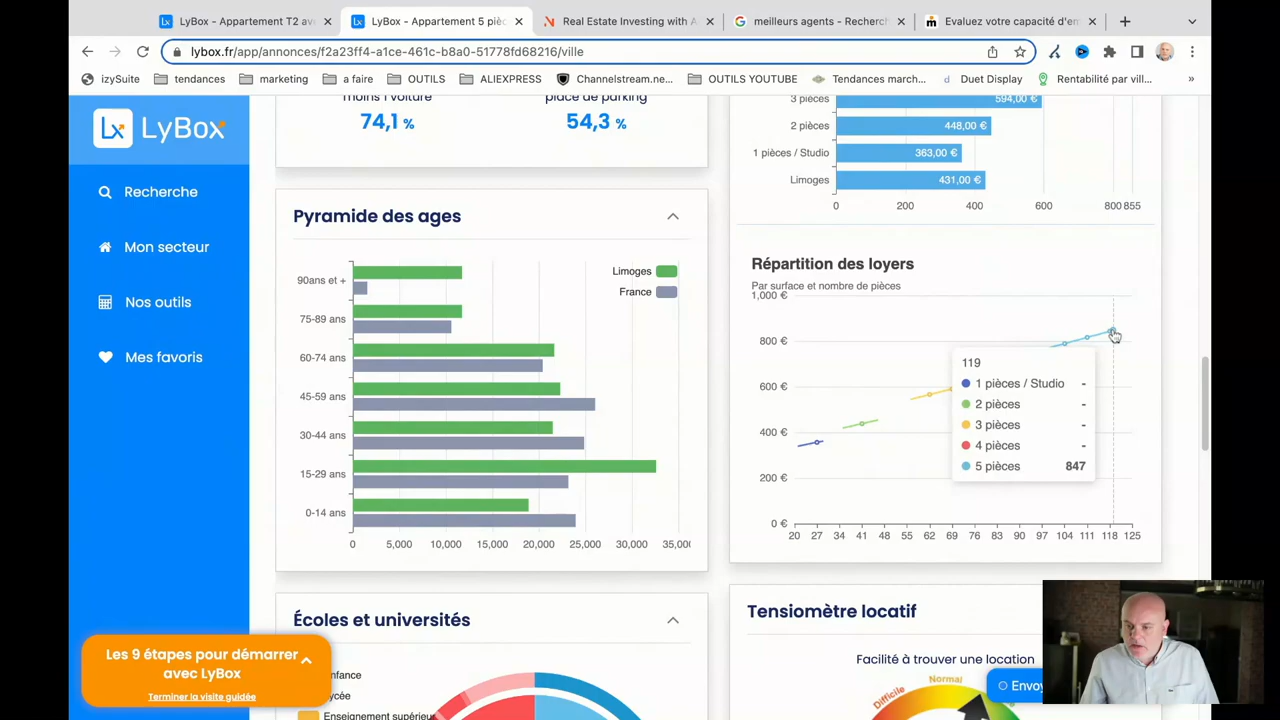 LyBox - Appartement T2 ave
LyBox - Appartement 5 pièc
Real Estate Investing with A
meilleurs agents - Recherch
Evaluez votre capacité d'em
lybox.fr/app/annonces/f2a23ff4-a1ce-461c-b8a0-51778fd68216/ville
izySuite
tendances
marketing
a faire
OUTILS
ALIEXPRESS
Channelstream.ne...
OUTILS YOUTUBE
Tendances march...
Duet Display
Rentabilité par vill...
»
Lx LyBox
Recherche
Mon secteur
Nos outils
Mes favoris
Les 9 étapes pour démarrer
avec LyBox
Terminer la visite guidée
moins 1 voiture
74,1 %
place de parking
54,3 %
Pyramide des ages
Limoges
France
90ans et +
75-89 ans
60-74 ans
45-59 ans
30-44 ans
15-29 ans
0-14 ans
0 5,000 10,000 15,000 20,000 25,000 30,000 35,000
Écoles et universités
nfance
ycée
Enseignement supérieur
3 pièces 594,00 €
2 pièces 448,00 €
1 pièces / Studio 363,00 €
Limoges 431,00 €
0 200 400 600 800 855
Répartition des loyers
Par surface et nombre de pièces
1,000 €
800 €
600 €
400 €
200 €
0 €
20 27 34 41 48 55 62 69 76 83 90 97 104 111 118 125
119
1 pièces / Studio -
2 pièces -
3 pièces -
4 pièces -
5 pièces 847
Tensiomètre locatif
Facilité à trouver une location
Difficile
Normal
Envoy